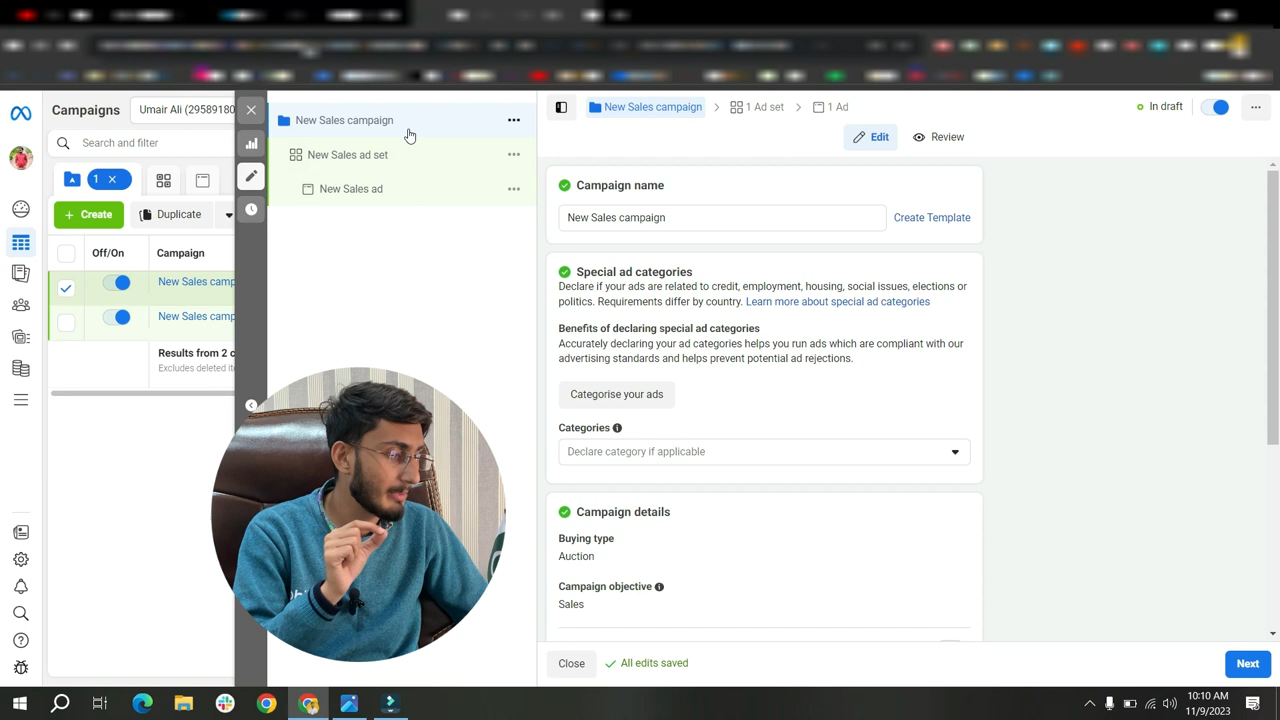 Campaigns
Umair Ali (29589180
Search and filter
1
Create
Duplicate
Off/On
Campaign
New Sales camp
New Sales camp
Results from 2 c
Excludes deleted ite
New Sales campaign
New Sales ad set
New Sales ad
New Sales campaign
1 Ad set
1 Ad
In draft
Edit
Review
Campaign name
New Sales campaign
Create Template
Special ad categories
Declare if your ads are related to credit, employment, housing, social issues, elections or
politics. Requirements differ by country. Learn more about special ad categories
Benefits of declaring special ad categories
Accurately declaring your ad categories helps you run ads which are compliant with our
advertising standards and helps prevent potential ad rejections.
Categorise your ads
Categories
Declare category if applicable
Campaign details
Buying type
Auction
Campaign objective
Sales
Close
All edits saved
Next
10:10 AM
11/9/2023